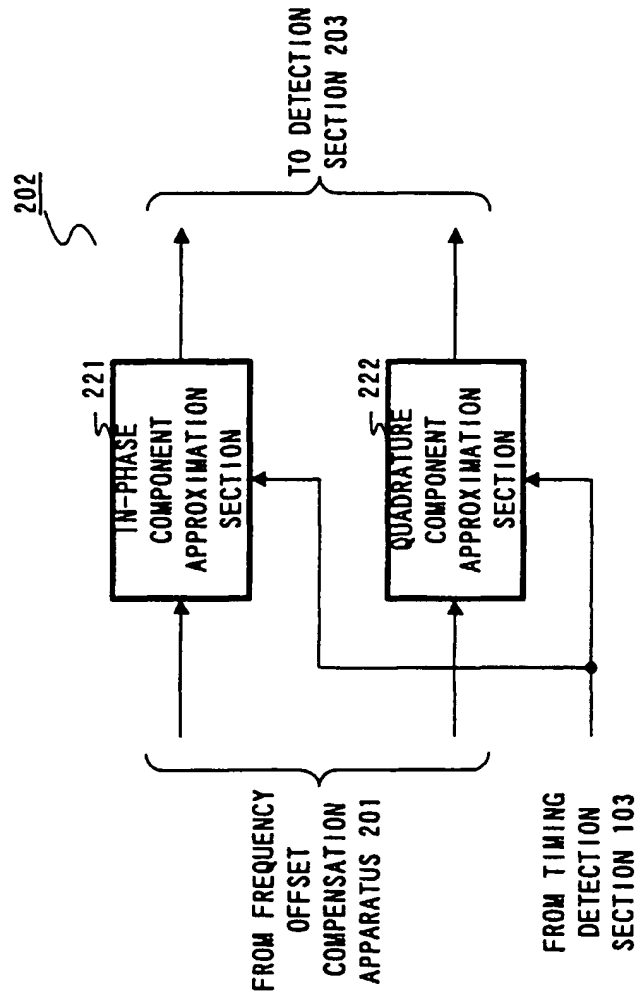 202
221
IN-PHASE
COMPONENT
APPROXIMATION
SECTION
222
QUADRATURE
COMPONENT
APPROXIMATION
SECTION
TO DETECTION
SECTION 203
FROM FREQUENCY
OFFSET
COMPENSATION
APPARATUS 201
FROM TIMING
DETECTION
SECTION 103